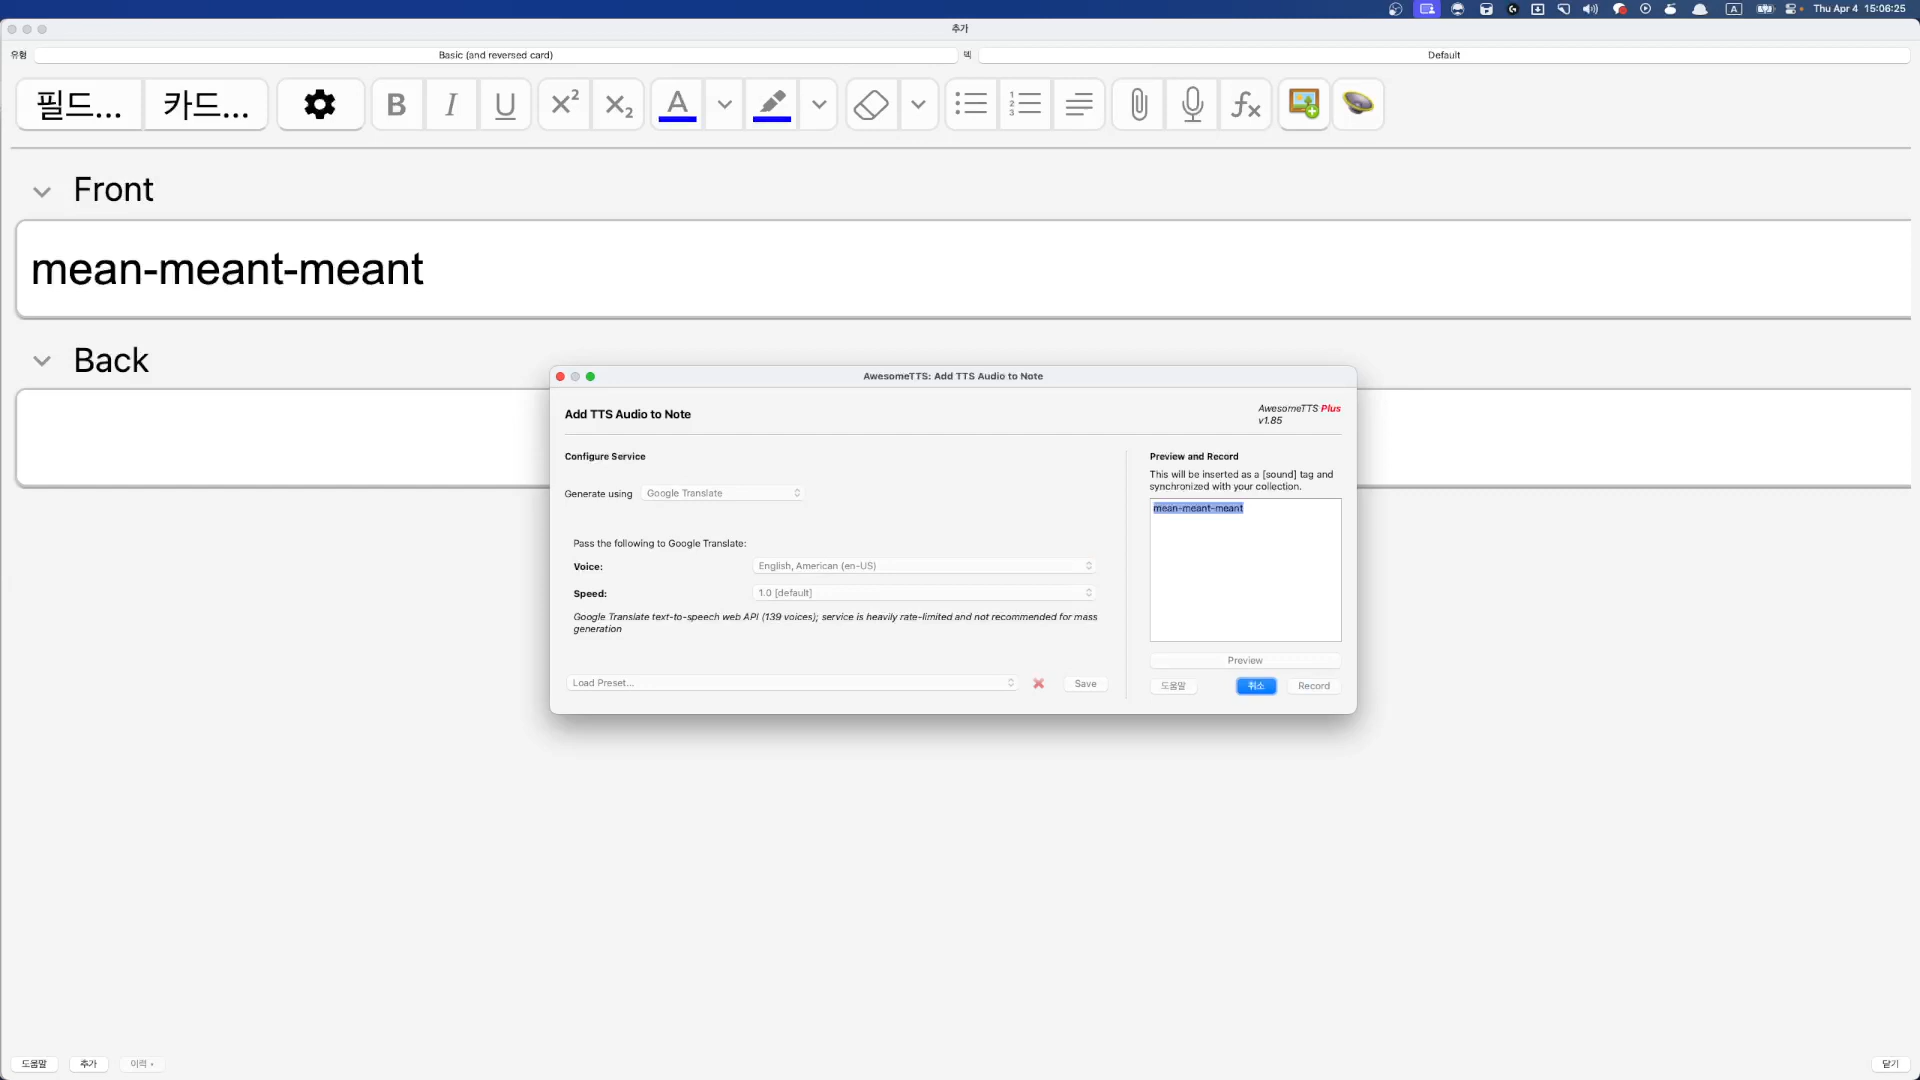 Thu Apr 4 15:06:25
추가
유형 Basic (and reversed card) 덱 Default
필드... 카드... B I U X² X₂ A fx
Front
mean-meant-meant
Back
AwesomeTTS: Add TTS Audio to Note
Add TTS Audio to Note
AwesomeTTS Plus
v1.85
Configure Service
Generate using Google Translate
Pass the following to Google Translate:
Voice: English, American (en-US)
Speed: 1.0 [default]
Google Translate text-to-speech web API (139 voices); service is heavily rate-limited and not recommended for mass
generation
Load Preset... Save
Preview and Record
This will be inserted as a [sound] tag and
synchronized with your collection.
mean-meant-meant
Preview
도움말 취소 Record
도움말 추가 이력 닫기